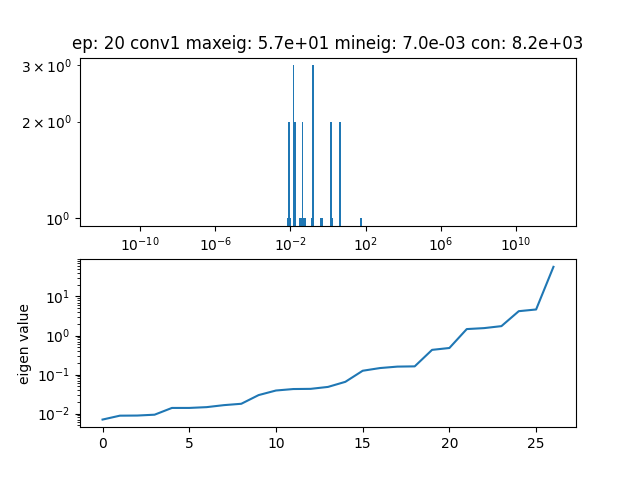 ep: 20 conv1 maxeig: 5.7e+01 mineig: 7.0e-03 con: 8.2e+03
3 × 10⁰
2 × 10⁰
10⁰
10⁻¹⁰ 10⁻⁶ 10⁻² 10² 10⁶ 10¹⁰
eigen value
10¹
10⁰
10⁻¹
10⁻²
0 5 10 15 20 25